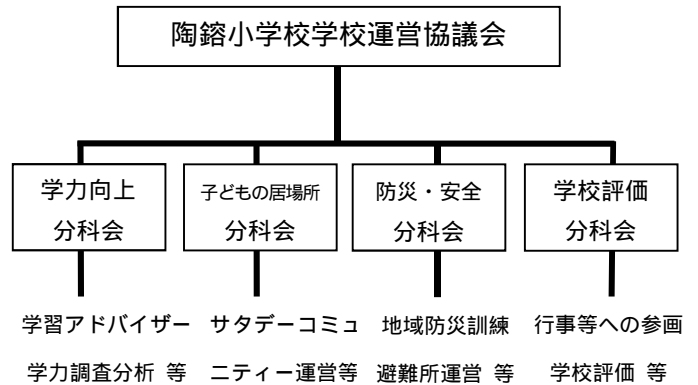 陶鎔小学校学校運営協議会
学力向上
分科会
子どもの居場所
分科会
防災・安全
分科会
学校評価
分科会
学習アドバイザー
学力調査分析 等
サタデーコミュ
ニティー運営等
地域防災訓練
避難所運営 等
行事等への参画
学校評価 等